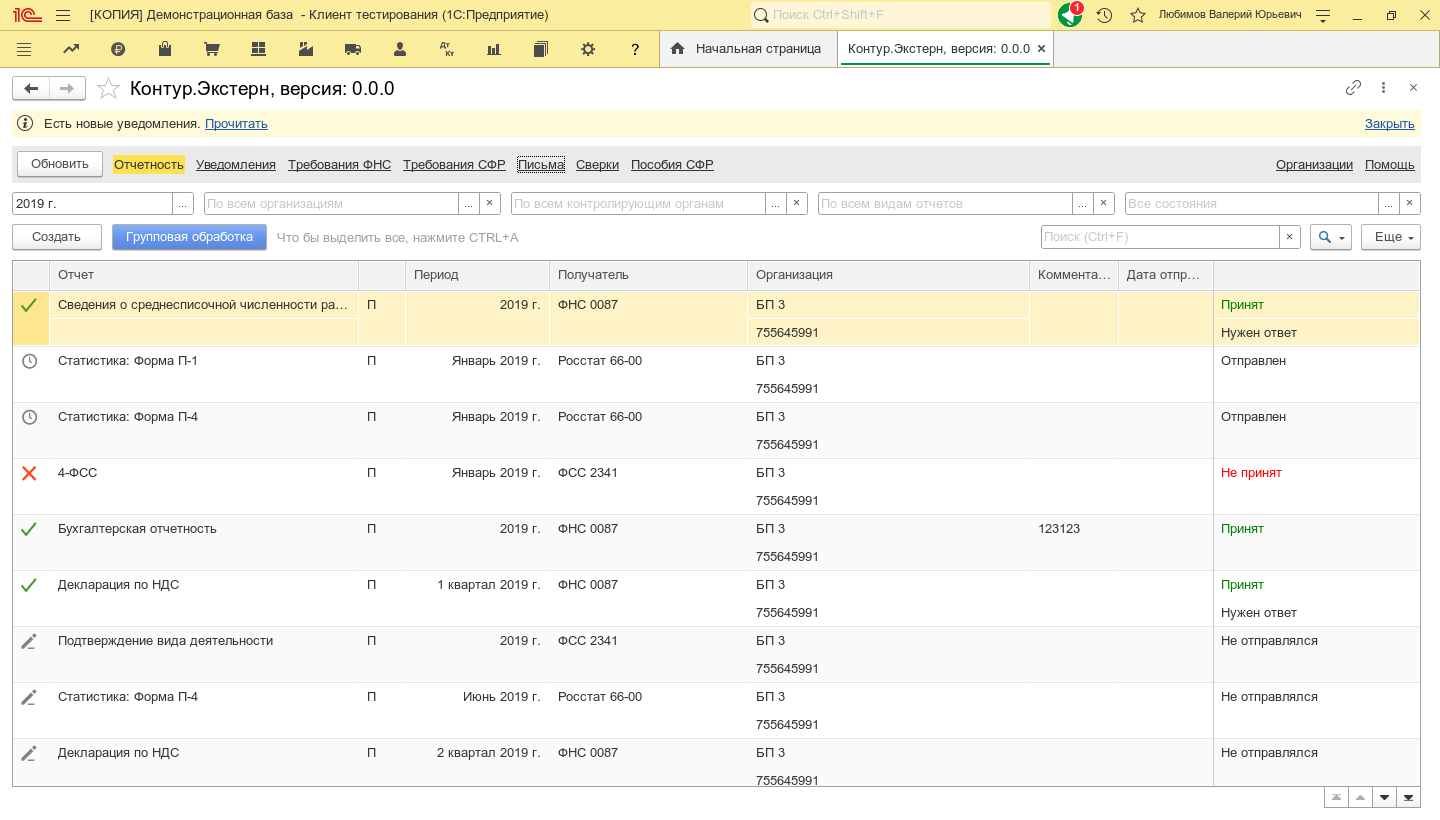 [КОПИЯ] Демонстрационная база - Клиент тестирования (1С:Предприятие) Поиск Ctrl+Shift+F 1 Любимов Валерий Юрьевич
Дт Кт ? Начальная страница Контур.Экстерн, версия: 0.0.0 ×
Контур.Экстерн, версия: 0.0.0
Есть новые уведомления. Прочитать Закрыть
Обновить Отчетность Уведомления Требования ФНС Требования СФР Письма Сверки Пособия СФР Организации Помощь
2019 г. ... По всем организациям ... × По всем контролирующим органам ... × По всем видам отчетов ... × Все состояния ... ×
Создать Групповая обработка Что бы выделить все, нажмите CTRL+A Поиск (Ctrl+F) × Еще
Отчет Период Получатель Организация Коммента... Дата отпр...
Сведения о среднесписочной численности ра... П 2019 г. ФНС 0087 БП 3 Принят
755645991 Нужен ответ
Статистика: Форма П-1 П Январь 2019 г. Росстат 66-00 БП 3 Отправлен
755645991
Статистика: Форма П-4 П Январь 2019 г. Росстат 66-00 БП 3 Отправлен
755645991
4-ФСС П Январь 2019 г. ФСС 2341 БП 3 Не принят
755645991
Бухгалтерская отчетность П 2019 г. ФНС 0087 БП 3 123123 Принят
755645991
Декларация по НДС П 1 квартал 2019 г. ФНС 0087 БП 3 Принят
755645991 Нужен ответ
Подтверждение вида деятельности П 2019 г. ФСС 2341 БП 3 Не отправлялся
755645991
Статистика: Форма П-4 П Июнь 2019 г. Росстат 66-00 БП 3 Не отправлялся
755645991
Декларация по НДС П 2 квартал 2019 г. ФНС 0087 БП 3 Не отправлялся
755645991